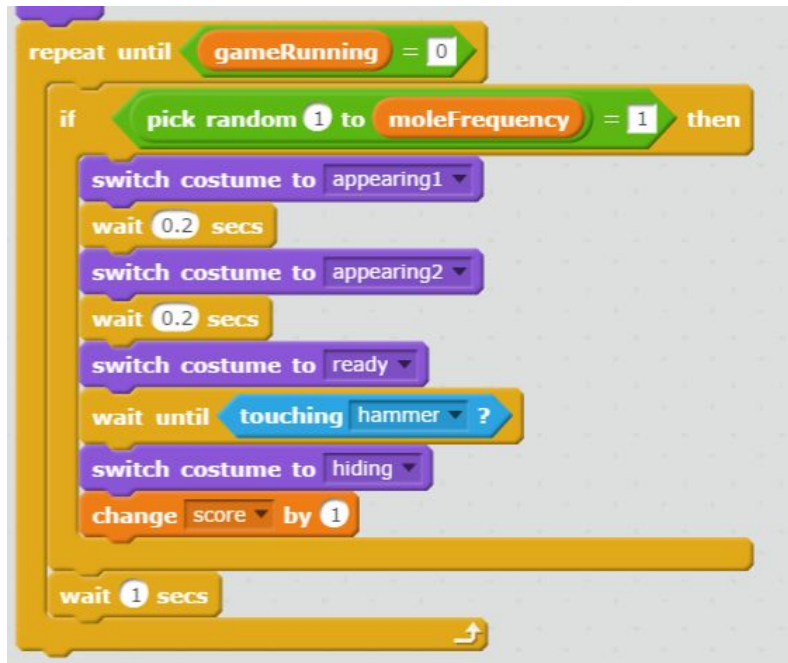 repeat until gameRunning = 0
if pick random 1 to moleFrequency = 1 then
switch costume to appearing1
wait 0.2 secs
switch costume to appearing2
wait 0.2 secs
switch costume to ready
wait until touching hammer ?
switch costume to hiding
change score by 1
wait 1 secs